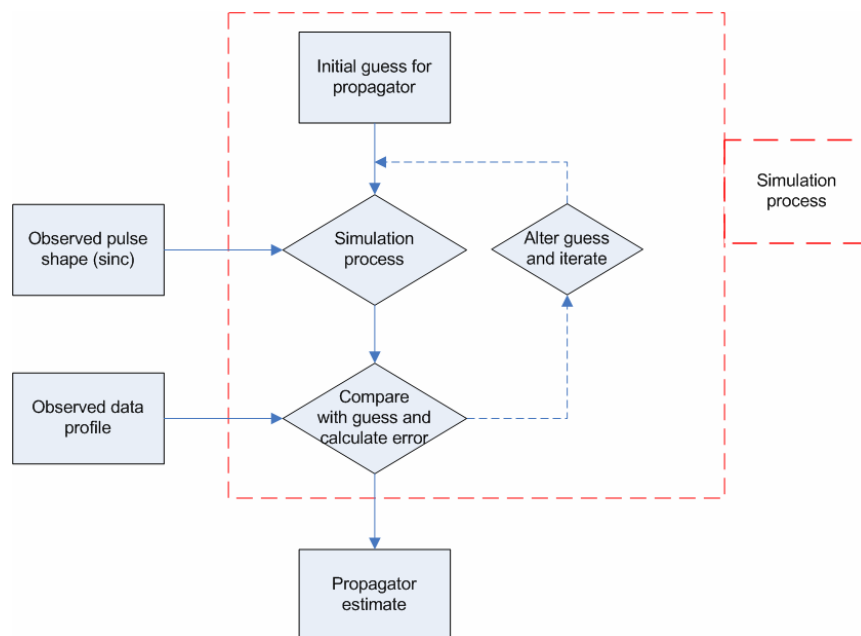 Initial guess for
propagator
Simulation
process
Observed pulse
shape (sinc)
Simulation
process
Alter guess
and iterate
Observed data
profile
Compare
with guess and
calculate error
Propagator
estimate